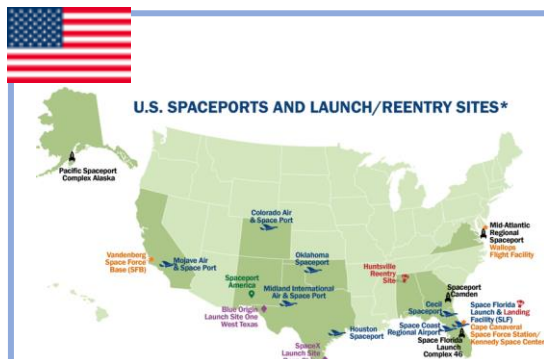 U.S. SPACEPORTS AND LAUNCH/REENTRY SITES*
Pacific Spaceport
Complex Alaska
Vandenberg
Space Force
Base (SFB)
Mojave Air
& Space Port
Colorado Air
& Space Port
Spaceport
America
Oklahoma
Spaceport
Midland International
Air & Space Port
Blue Origin
Launch Site One
West Texas
SpaceX
Launch Site
Houston Spaceport
Huntsville
Reentry
Site
Mid-Atlantic
Regional
Spaceport
Wallops
Flight Facility
Spaceport
Camden
Cecil
Spaceport
Space Coast
Regional Airport
Space Florida
Launch
Complex 46
Space Florida
Launch & Landing
Facility (SLF)
Cape Canaveral
Space Force Station/
Kennedy Space Center